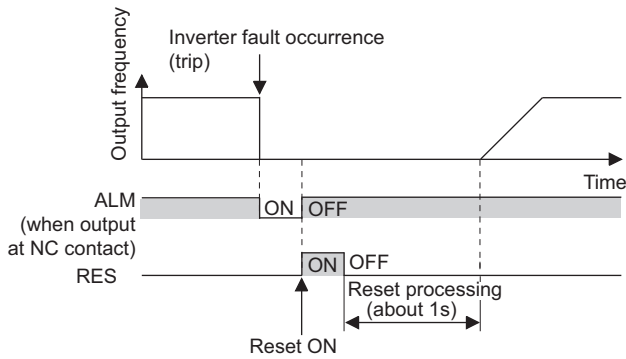 Inverter fault occurrence
(trip)
Output frequency
Time
ALM
(when output
at NC contact)
ON
OFF
RES
ON
OFF
Reset processing
(about 1s)
Reset ON